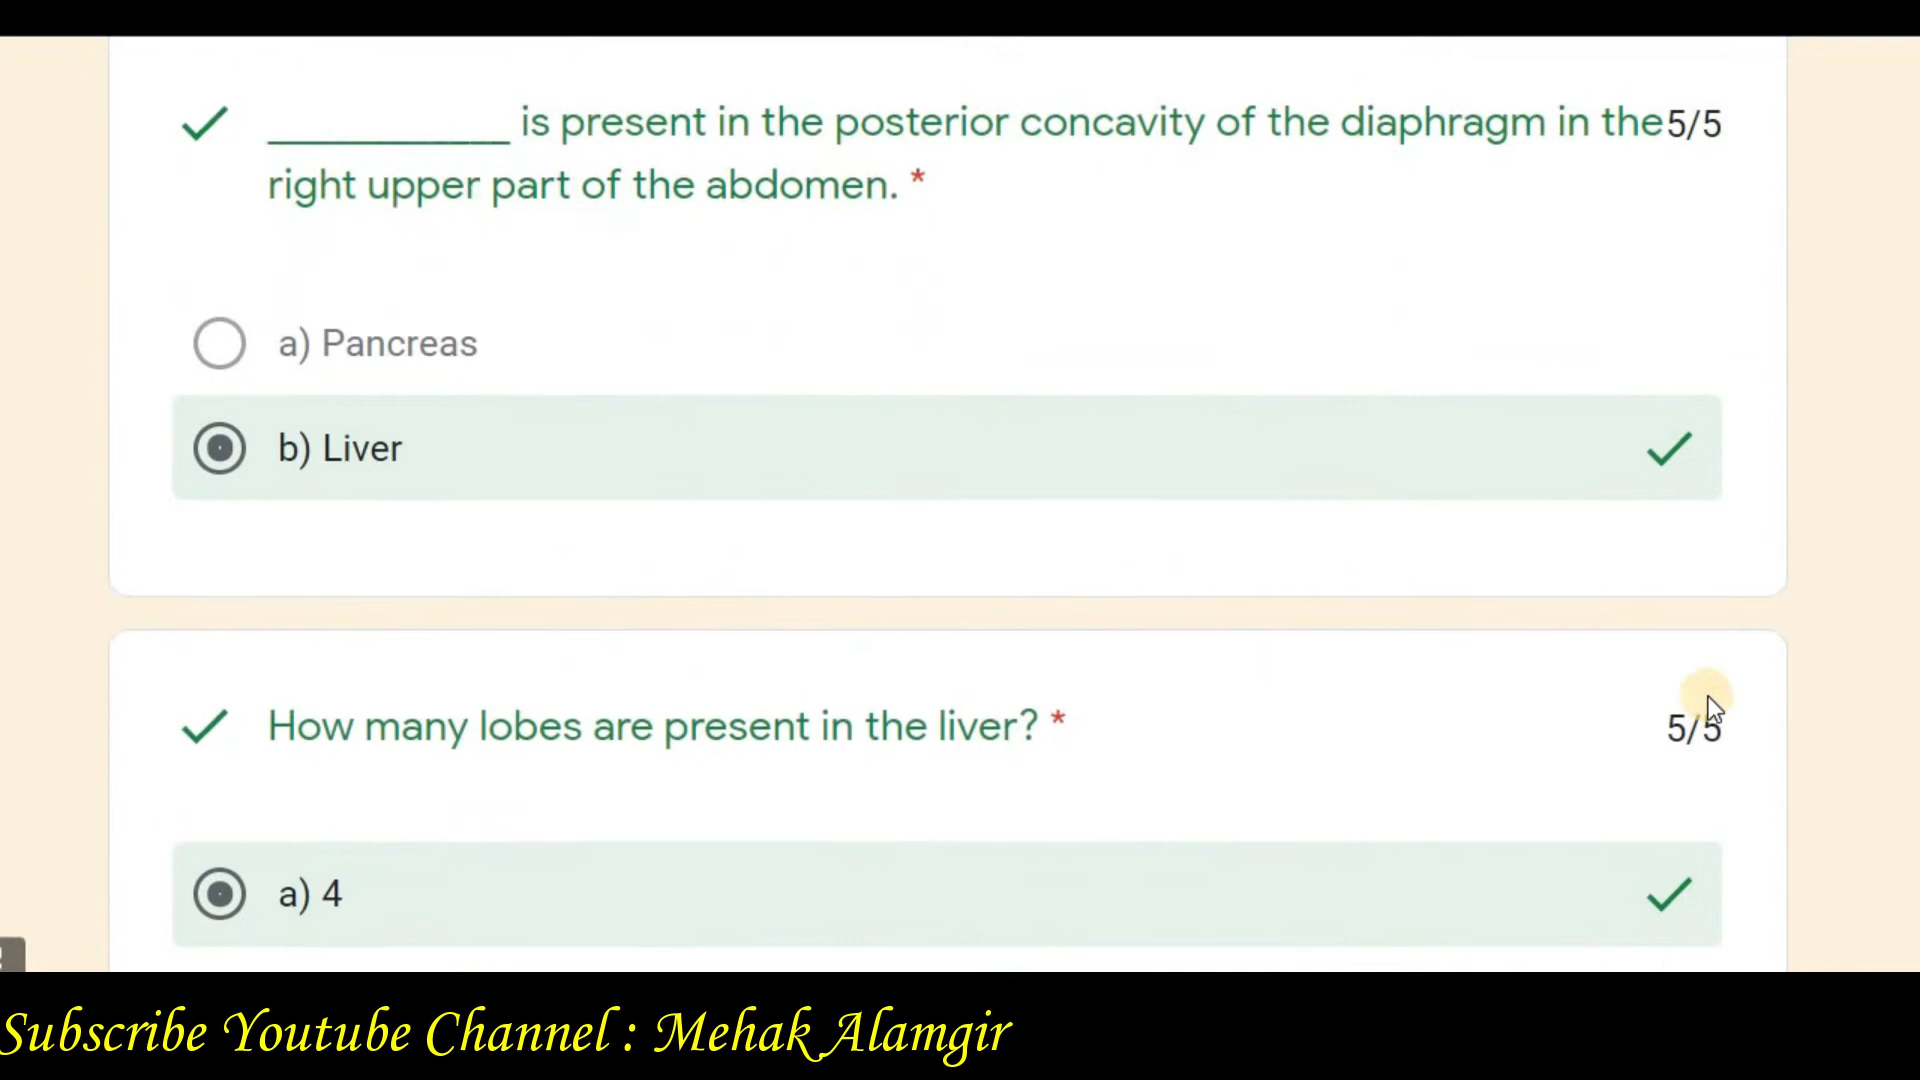 ____________ is present in the posterior concavity of the diaphragm in the 5/5
right upper part of the abdomen. *
a) Pancreas
b) Liver
How many lobes are present in the liver? * 5/5
a) 4
Subscribe Youtube Channel : Mehak Alamgir